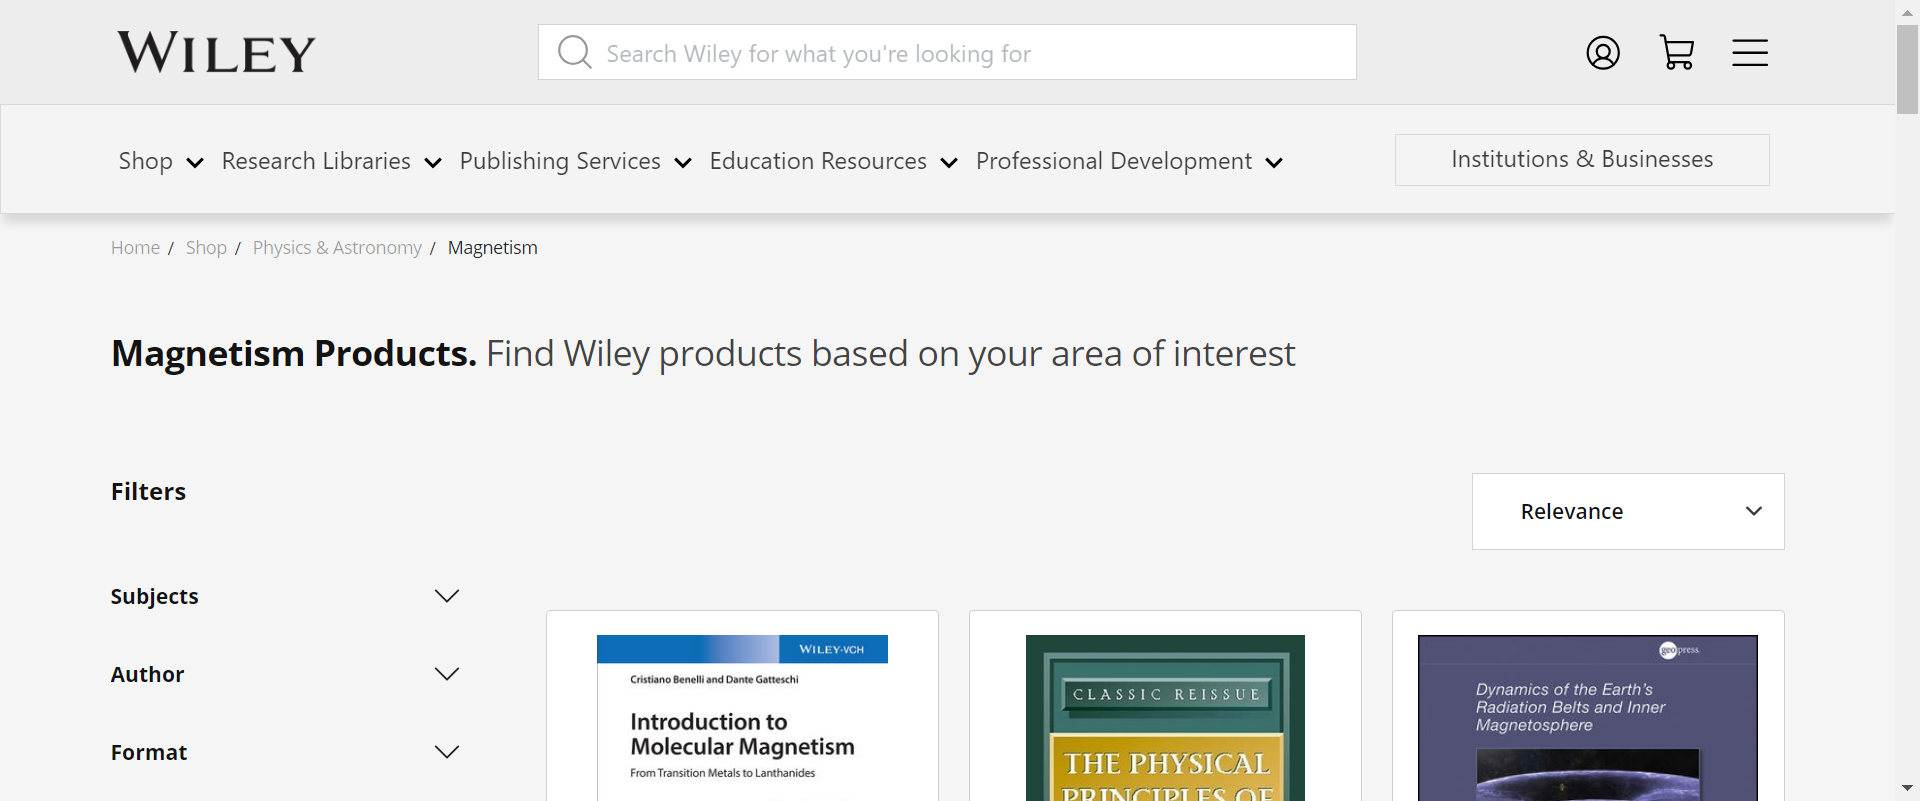 WILEY
Search Wiley for what you're looking for
Shop
Research Libraries
Publishing Services
Education Resources
Professional Development
Institutions & Businesses
Home / Shop / Physics & Astronomy / Magnetism
Magnetism Products. Find Wiley products based on your area of interest
Filters
Relevance
Subjects
Author
Format
WILEY-VCH
Cristiano Benelli and Dante Gatteschi
Introduction to
Molecular Magnetism
From Transition Metals to Lanthanides
CLASSIC REISSUE
THE PHYSICAL
PRINCIPLES OF
geopress.
Dynamics of the Earth's
Radiation Belts and Inner
Magnetosphere